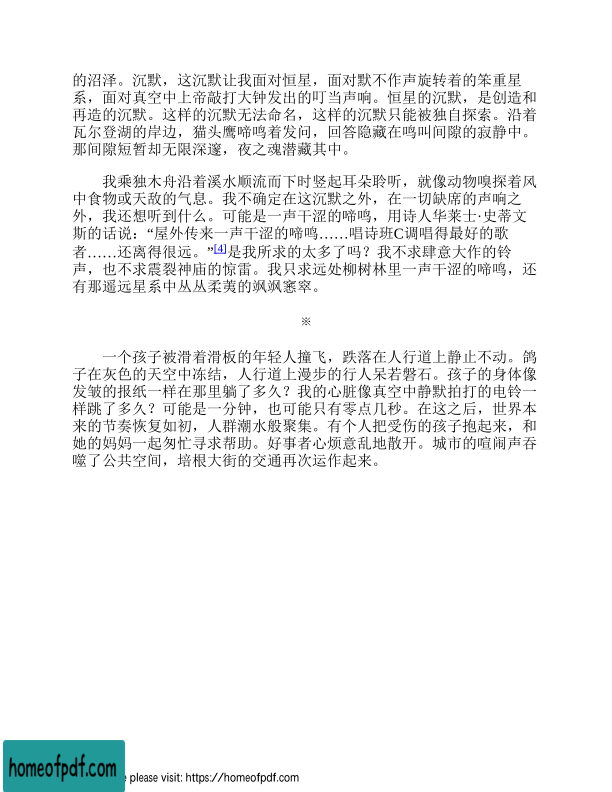 的沼泽。沉默，这沉默让我面对恒星，面对默不作声旋转着的笨重星
系，面对真空中上帝敲打大钟发出的叮当声响。恒星的沉默，是创造和
再造的沉默。这样的沉默无法命名，这样的沉默只能被独自探索。沿着
瓦尔登湖的岸边，猫头鹰啼鸣着发问，回答隐藏在鸣叫间隙的寂静中。
那间隙短暂却无限深邃，夜之魂潜藏其中。
我乘独木舟沿着溪水顺流而下时竖起耳朵聆听，就像动物嗅探着风
中食物或天敌的气息。我不确定在这沉默之外，在一切缺席的声响之
外，我还想听到什么。可能是一声干涩的啼鸣，用诗人华莱士·史蒂文
斯的话说：“屋外传来一声干涩的啼鸣……唱诗班C调唱得最好的歌
者……还离得很远。”[4]是我所求的太多了吗？我不求肆意大作的铃
声，也不求震裂神庙的惊雷。我只求远处柳树林里一声干涩的啼鸣，还
有那遥远星系中丛丛柔荑的飒飒窸窣。
※
一个孩子被滑着滑板的年轻人撞飞，跌落在人行道上静止不动。鸽
子在灰色的天空中冻结，人行道上漫步的行人呆若磐石。孩子的身体像
发皱的报纸一样在那里躺了多久？我的心脏像真空中静默拍打的电铃一
样跳了多久？可能是一分钟，也可能只有零点几秒。在这之后，世界本
来的节奏恢复如初，人群潮水般聚集。有个人把受伤的孩子抱起来，和
她的妈妈一起匆忙寻求帮助。好事者心烦意乱地散开。城市的喧闹声吞
噬了公共空间，培根大街的交通再次运作起来。
homeofpdf.com
e please visit: https://homeofpdf.com